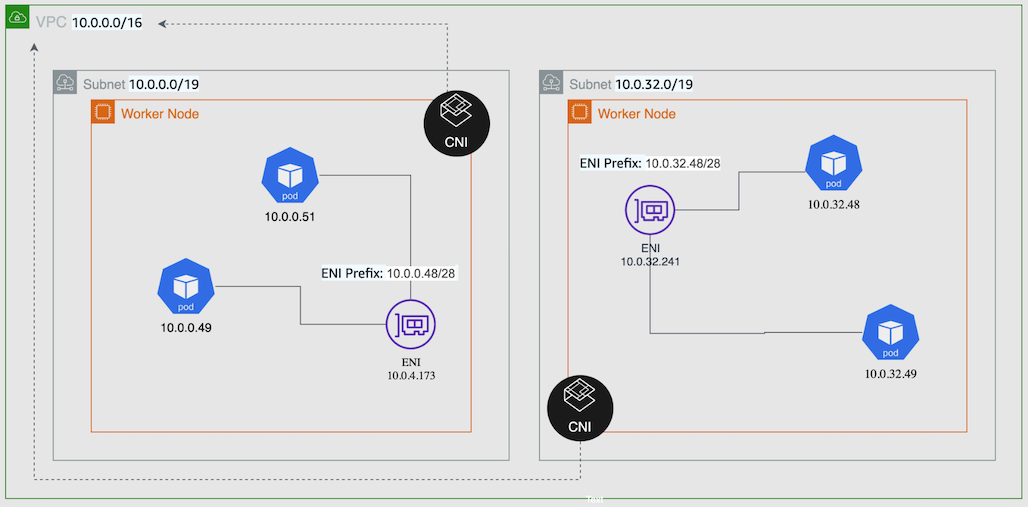 VPC 10.0.0.0/16
Subnet 10.0.0.0/19
Worker Node
CNI
pod
10.0.0.51
ENI Prefix: 10.0.0.48/28
pod
10.0.0.49
ENI
10.0.4.173
Subnet 10.0.32.0/19
Worker Node
ENI Prefix: 10.0.32.48/28
pod
10.0.32.48
ENI
10.0.32.241
pod
10.0.32.49
CNI